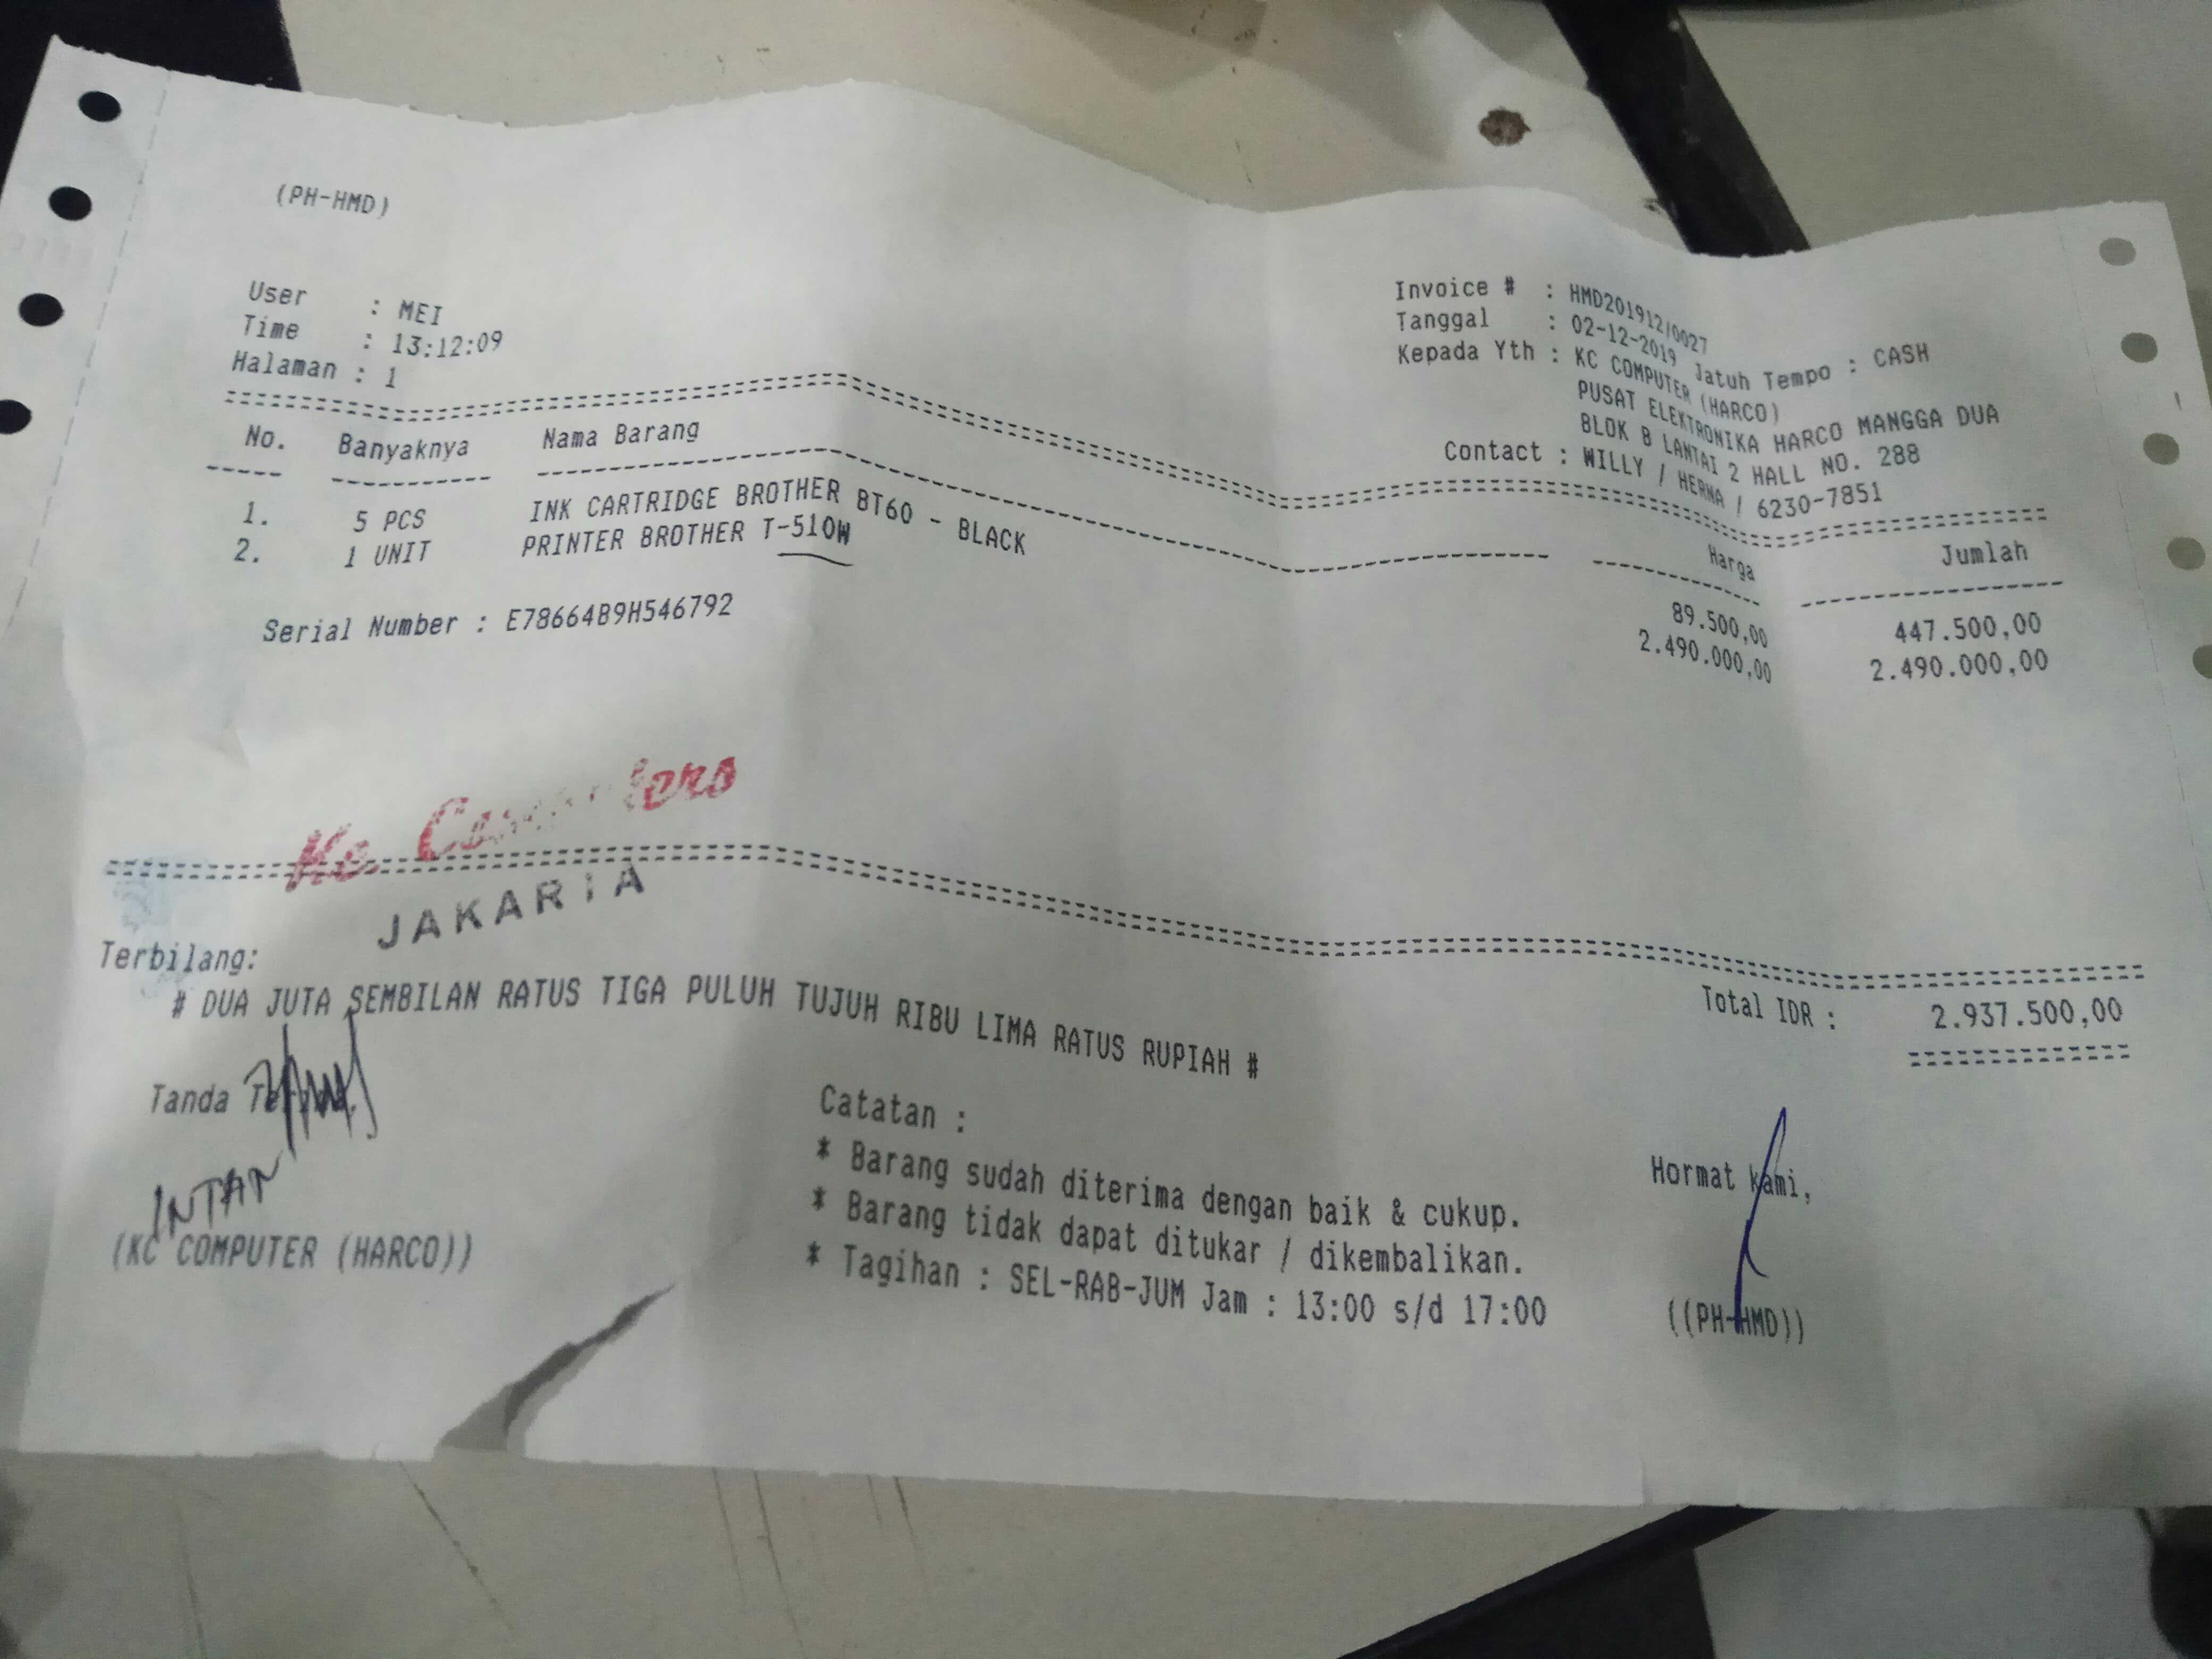 (PH-HMD)
User : MEI
Time : 13:12:09
Halaman : 1
Invoice # : HMD201912/0027
Tanggal : 02-12-2019 Jatuh Tempo : CASH
Kepada Yth : KC COMPUTER (HARCO)
PUSAT ELEKTRONIKA HARCO MANGGA DUA
BLOK B LANTAI 2 HALL NO. 288
Contact : WILLY / HERNA / 6230-7851
No. Banyaknya Nama Barang Harga Jumlah
1. 5 PCS INK CARTRIDGE BROTHER BT60 - BLACK 89.500,00 447.500,00
2. 1 UNIT PRINTER BROTHER T-510W 2.490.000,00 2.490.000,00
Serial Number : E78664B9H546792
Kc. Computers
JAKARTA
Terbilang:
# DUA JUTA SEMBILAN RATUS TIGA PULUH TUJUH RIBU LIMA RATUS RUPIAH #
Total IDR : 2.937.500,00
Tanda
INTAN
(KC COMPUTER (HARCO))
Catatan :
* Barang sudah diterima dengan baik & cukup.
* Barang tidak dapat ditukar / dikembalikan.
* Tagihan : SEL-RAB-JUM Jam : 13:00 s/d 17:00
Hormat kami,
((PH-HMD))